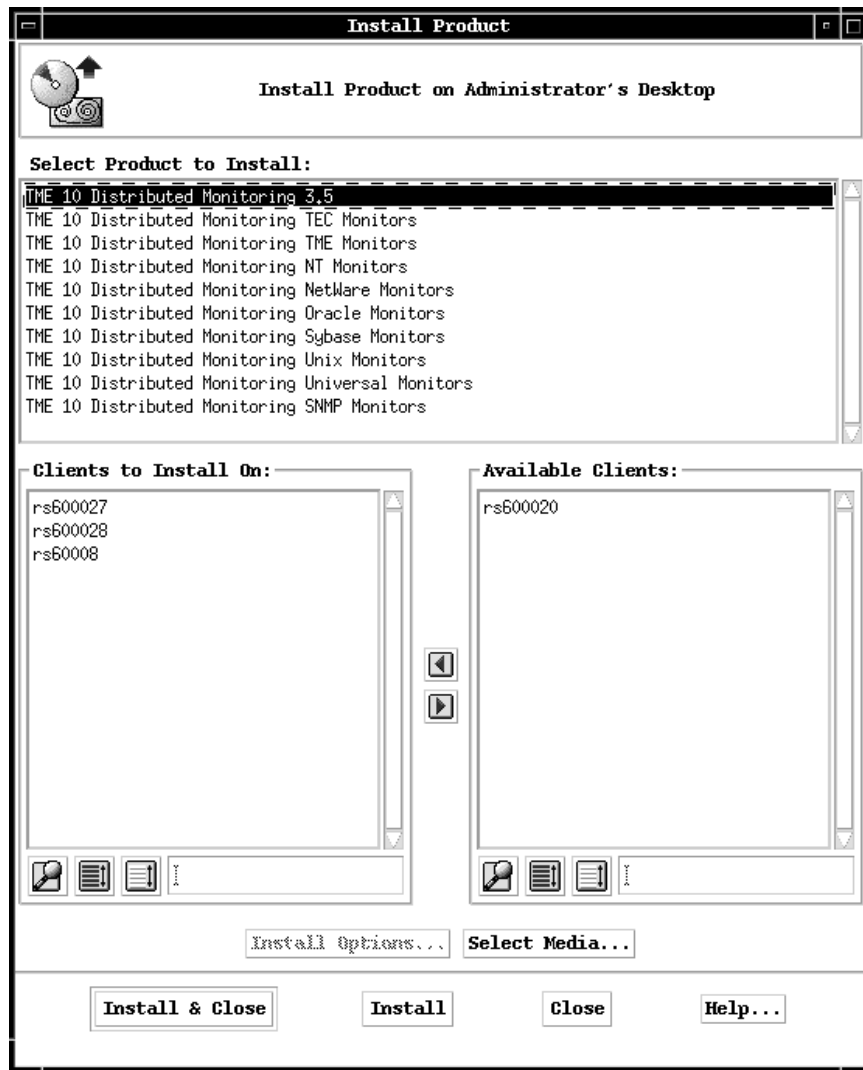 Install Product
Install Product on Administrator's Desktop
Select Product to Install:
TME 10 Distributed Monitoring 3.5
TME 10 Distributed Monitoring TEC Monitors
TME 10 Distributed Monitoring TME Monitors
TME 10 Distributed Monitoring NT Monitors
TME 10 Distributed Monitoring NetWare Monitors
TME 10 Distributed Monitoring Oracle Monitors
TME 10 Distributed Monitoring Sybase Monitors
TME 10 Distributed Monitoring Unix Monitors
TME 10 Distributed Monitoring Universal Monitors
TME 10 Distributed Monitoring SNMP Monitors
Clients to Install On:
rs600027
rs600028
rs60008
Available Clients:
rs600020
Install Options...
Select Media...
Install & Close
Install
Close
Help...